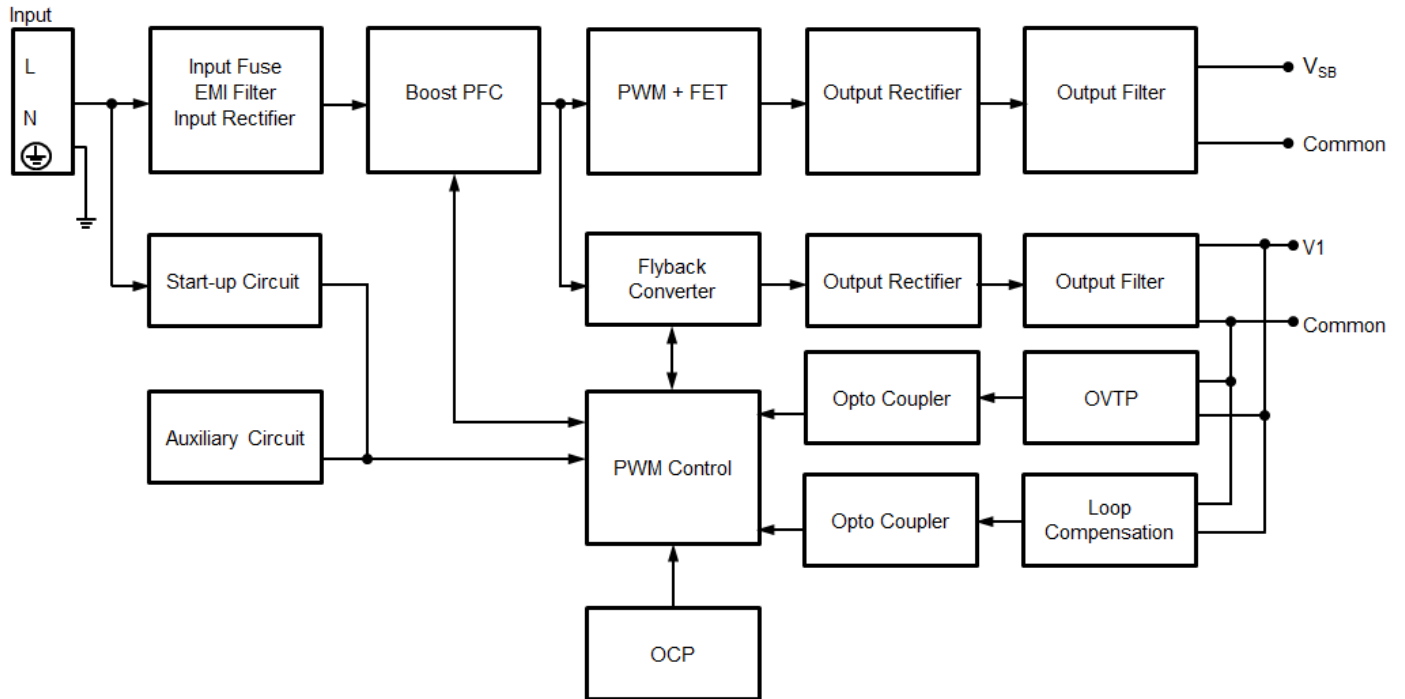 Input
L
N
Input Fuse
EMI Filter
Input Rectifier
Boost PFC
PWM + FET
Output Rectifier
Output Filter
VSB
Common
Start-up Circuit
Flyback
Converter
Output Rectifier
Output Filter
V1
Common
Auxiliary Circuit
PWM Control
Opto Coupler
OVTP
Opto Coupler
Loop
Compensation
OCP